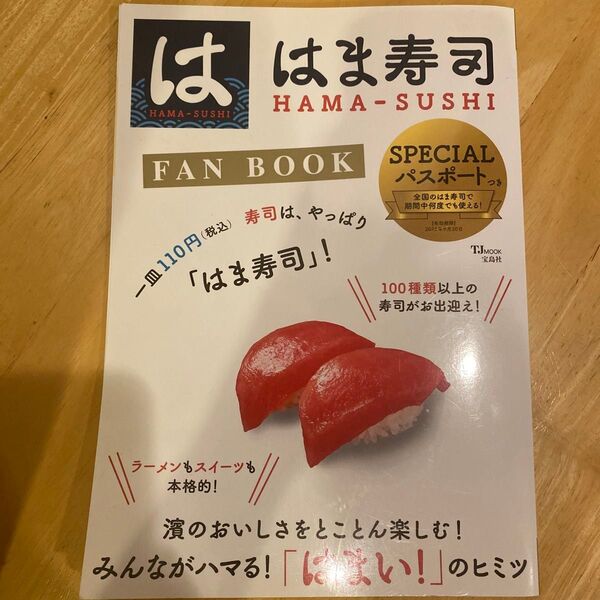 は
HAMA-SUSHI
はま寿司
HAMA-SUSHI
FAN BOOK
SPECIAL
パスポートつき
全国のはま寿司で
期間中何度でも使える!
TJ MOOK
宝島社
一皿110円(税込)
寿司は、やっぱり
「はま寿司」!
100種類以上の
寿司がお出迎え!
ラーメンもスイーツも
本格的!
濱のおいしさをとことん楽しむ!
みんながハマる!「はまい!」のヒミツ